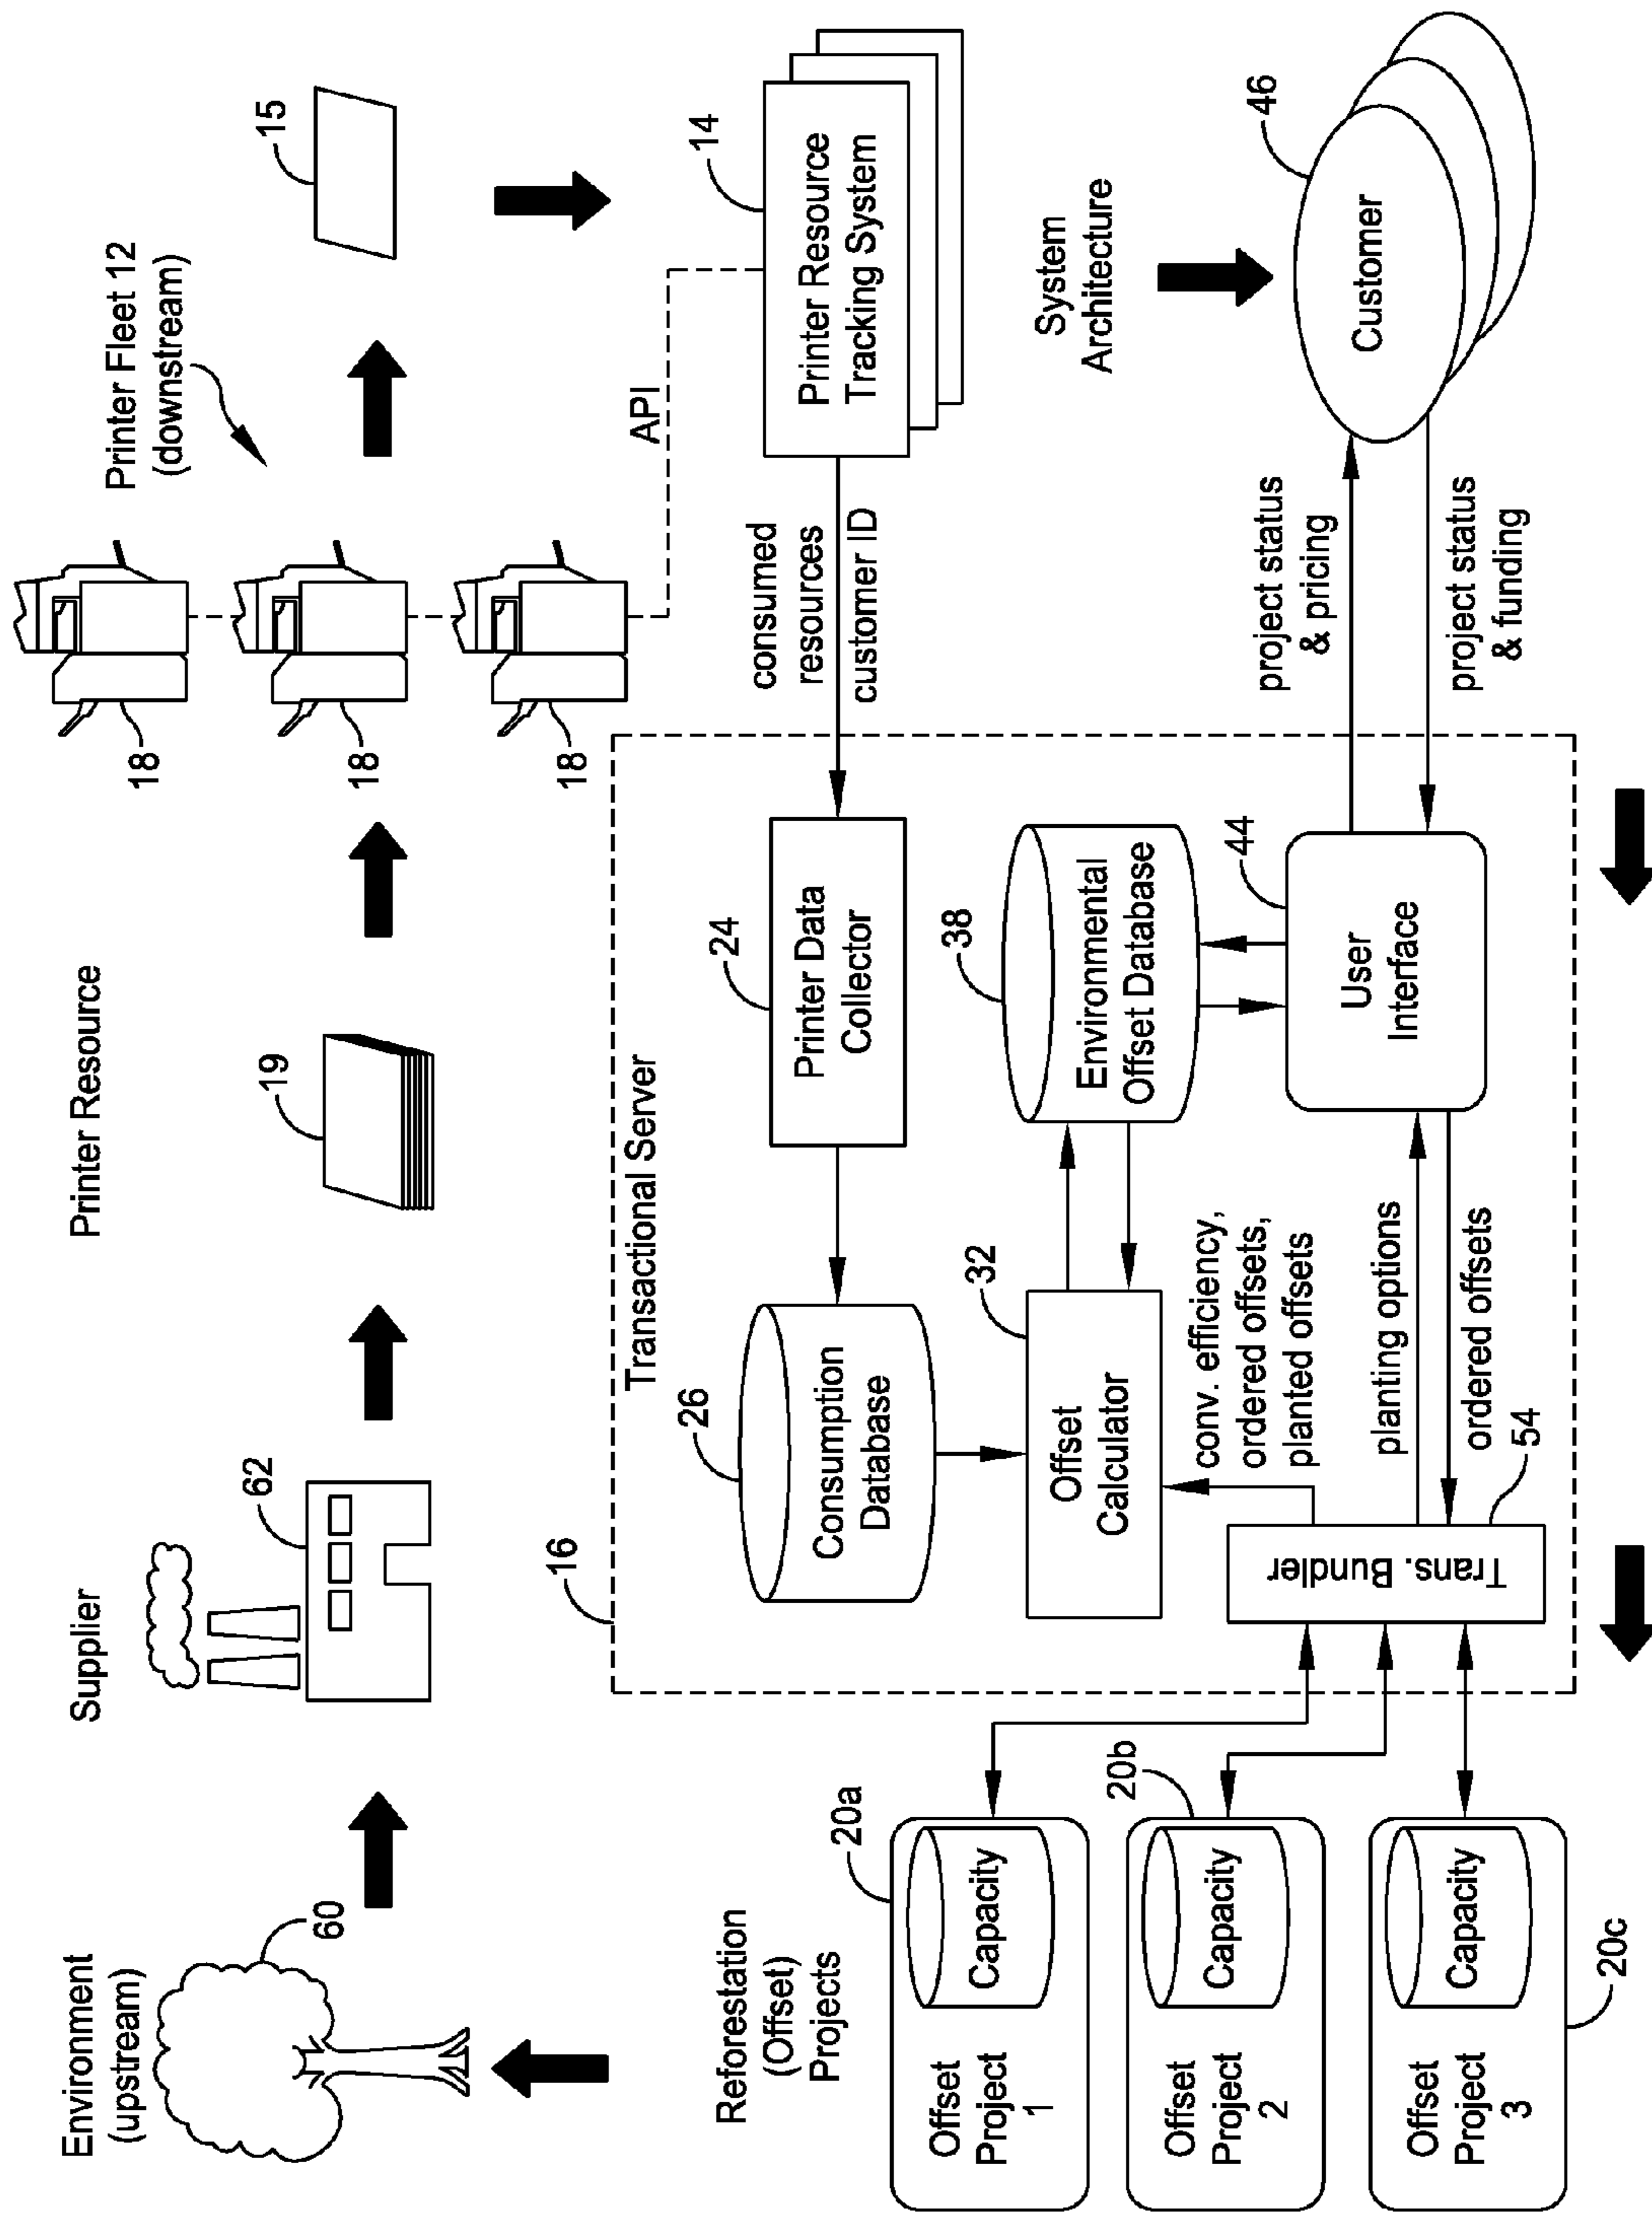 Environment
(upstream)
60
Supplier
62
Printer Resource
19
Printer Fleet 12
(downstream)
18
18
18
15
API
Reforestation
(Offset)
Projects
20a
Offset
Project
1
Capacity
20b
Offset
Project
2
Capacity
20c
Offset
Project
3
Capacity
16
Transactional Server
26
Consumption
Database
24
Printer Data
Collector
consumed
resources
customer ID
14
Printer Resource
Tracking System
32
Offset
Calculator
38
Environmental
Offset Database
conv. efficiency,
ordered offsets,
planted offsets
Trans. Bundler
54
planting options
ordered offsets
44
User
Interface
project status
& pricing
project status
& funding
System
Architecture
46
Customer